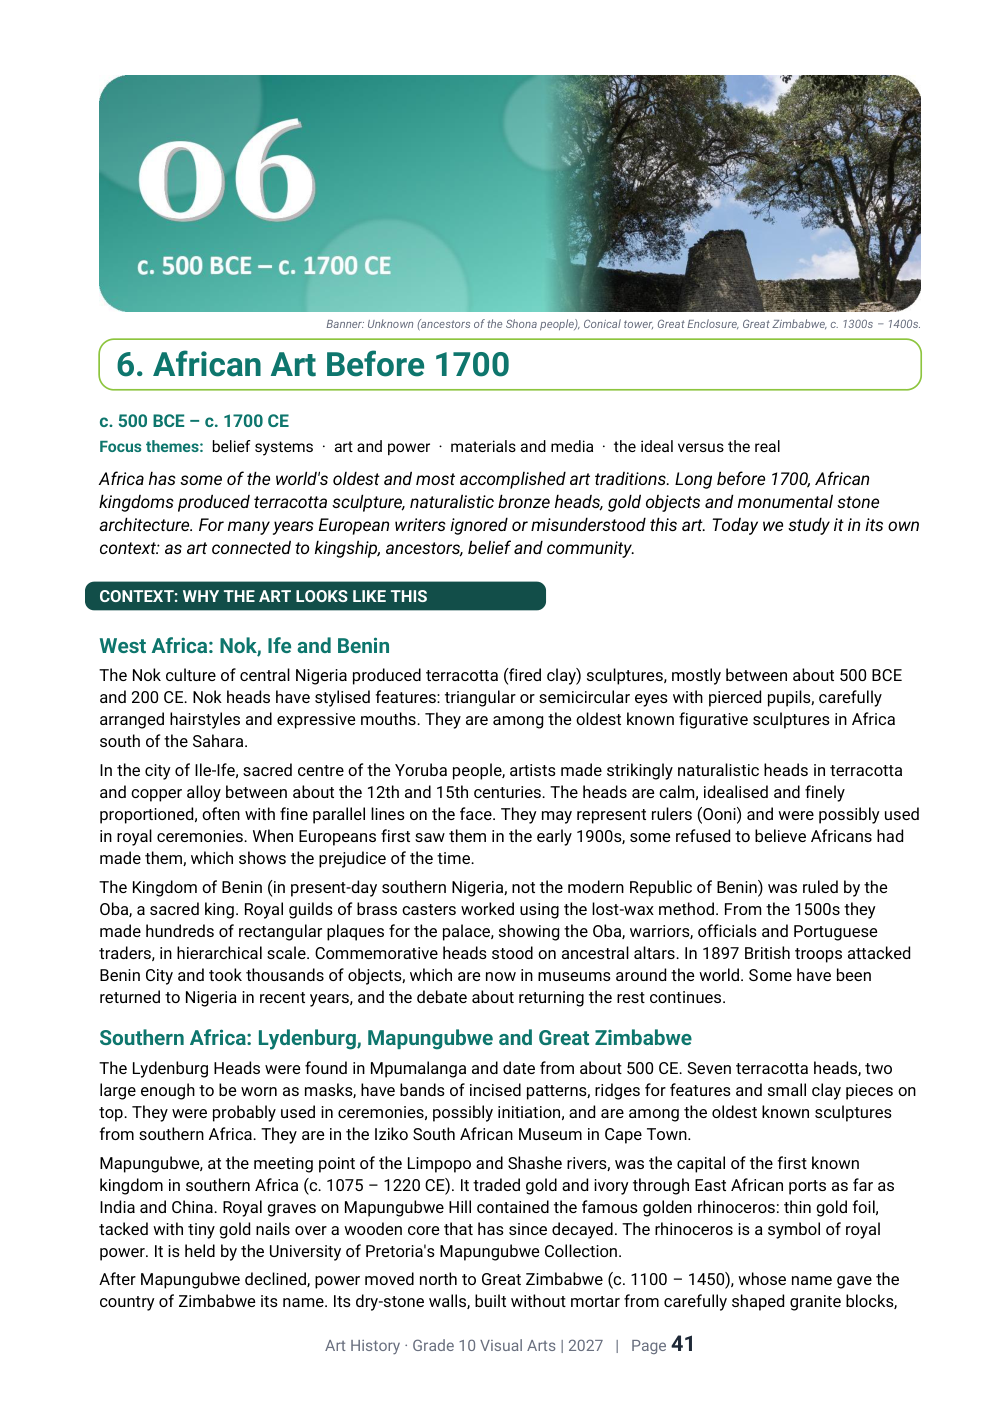 06
c. 500 BCE – c. 1700 CE
Banner: Unknown (ancestors of the Shona people), Conical tower, Great Enclosure, Great Zimbabwe, c. 1300s – 1400s.
6. African Art Before 1700
c. 500 BCE – c. 1700 CE
Focus themes: belief systems · art and power · materials and media · the ideal versus the real
Africa has some of the world's oldest and most accomplished art traditions. Long before 1700, African
kingdoms produced terracotta sculpture, naturalistic bronze heads, gold objects and monumental stone
architecture. For many years European writers ignored or misunderstood this art. Today we study it in its own
context: as art connected to kingship, ancestors, belief and community.
CONTEXT: WHY THE ART LOOKS LIKE THIS
West Africa: Nok, Ife and Benin
The Nok culture of central Nigeria produced terracotta (fired clay) sculptures, mostly between about 500 BCE
and 200 CE. Nok heads have stylised features: triangular or semicircular eyes with pierced pupils, carefully
arranged hairstyles and expressive mouths. They are among the oldest known figurative sculptures in Africa
south of the Sahara.
In the city of Ile-Ife, sacred centre of the Yoruba people, artists made strikingly naturalistic heads in terracotta
and copper alloy between about the 12th and 15th centuries. The heads are calm, idealised and finely
proportioned, often with fine parallel lines on the face. They may represent rulers (Ooni) and were possibly used
in royal ceremonies. When Europeans first saw them in the early 1900s, some refused to believe Africans had
made them, which shows the prejudice of the time.
The Kingdom of Benin (in present-day southern Nigeria, not the modern Republic of Benin) was ruled by the
Oba, a sacred king. Royal guilds of brass casters worked using the lost-wax method. From the 1500s they
made hundreds of rectangular plaques for the palace, showing the Oba, warriors, officials and Portuguese
traders, in hierarchical scale. Commemorative heads stood on ancestral altars. In 1897 British troops attacked
Benin City and took thousands of objects, which are now in museums around the world. Some have been
returned to Nigeria in recent years, and the debate about returning the rest continues.
Southern Africa: Lydenburg, Mapungubwe and Great Zimbabwe
The Lydenburg Heads were found in Mpumalanga and date from about 500 CE. Seven terracotta heads, two
large enough to be worn as masks, have bands of incised patterns, ridges for features and small clay pieces on
top. They were probably used in ceremonies, possibly initiation, and are among the oldest known sculptures
from southern Africa. They are in the Iziko South African Museum in Cape Town.
Mapungubwe, at the meeting point of the Limpopo and Shashe rivers, was the capital of the first known
kingdom in southern Africa (c. 1075 – 1220 CE). It traded gold and ivory through East African ports as far as
India and China. Royal graves on Mapungubwe Hill contained the famous golden rhinoceros: thin gold foil,
tacked with tiny gold nails over a wooden core that has since decayed. The rhinoceros is a symbol of royal
power. It is held by the University of Pretoria's Mapungubwe Collection.
After Mapungubwe declined, power moved north to Great Zimbabwe (c. 1100 – 1450), whose name gave the
country of Zimbabwe its name. Its dry-stone walls, built without mortar from carefully shaped granite blocks,
Art History · Grade 10 Visual Arts | 2027 | Page 41